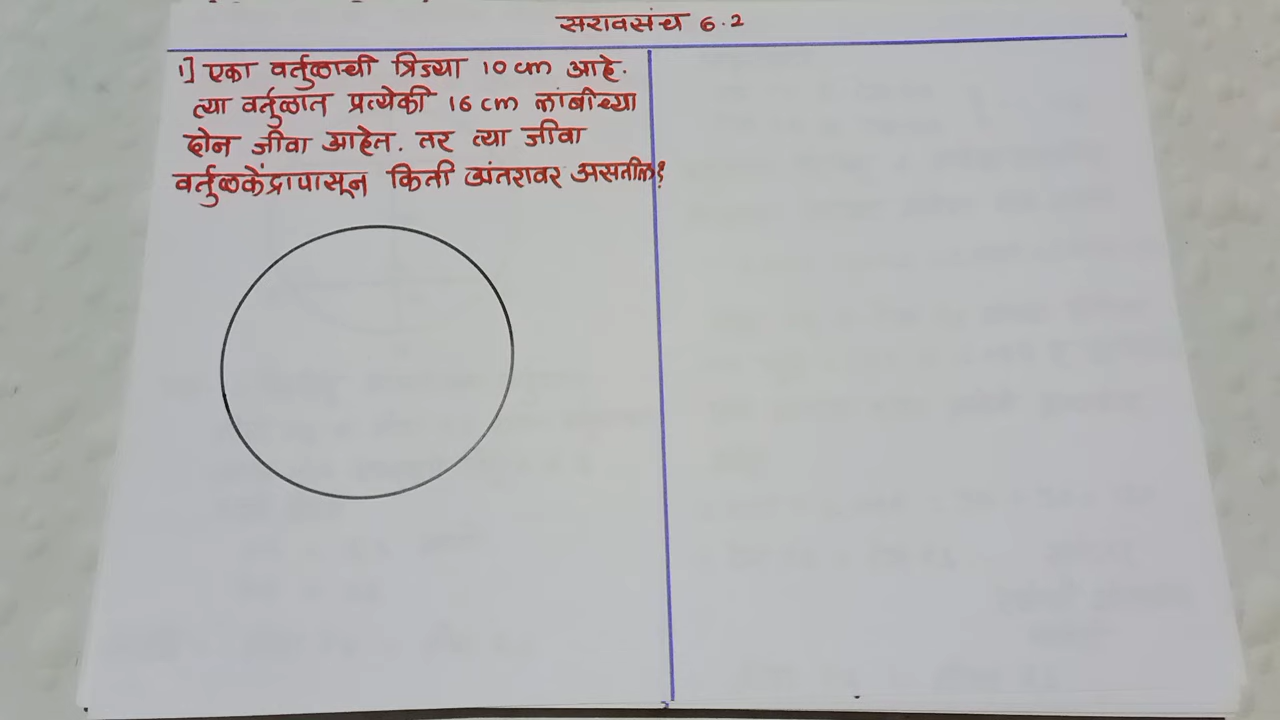 सरावसंच 6.2
1] एका वर्तुळाची त्रिज्या 10 cm आहे.
त्या वर्तुळात प्रत्येकी 16 cm लांबीच्या
दोन जीवा आहेत. तर त्या जीवा
वर्तुळकेंद्रापासून किती अंतरावर असतील?